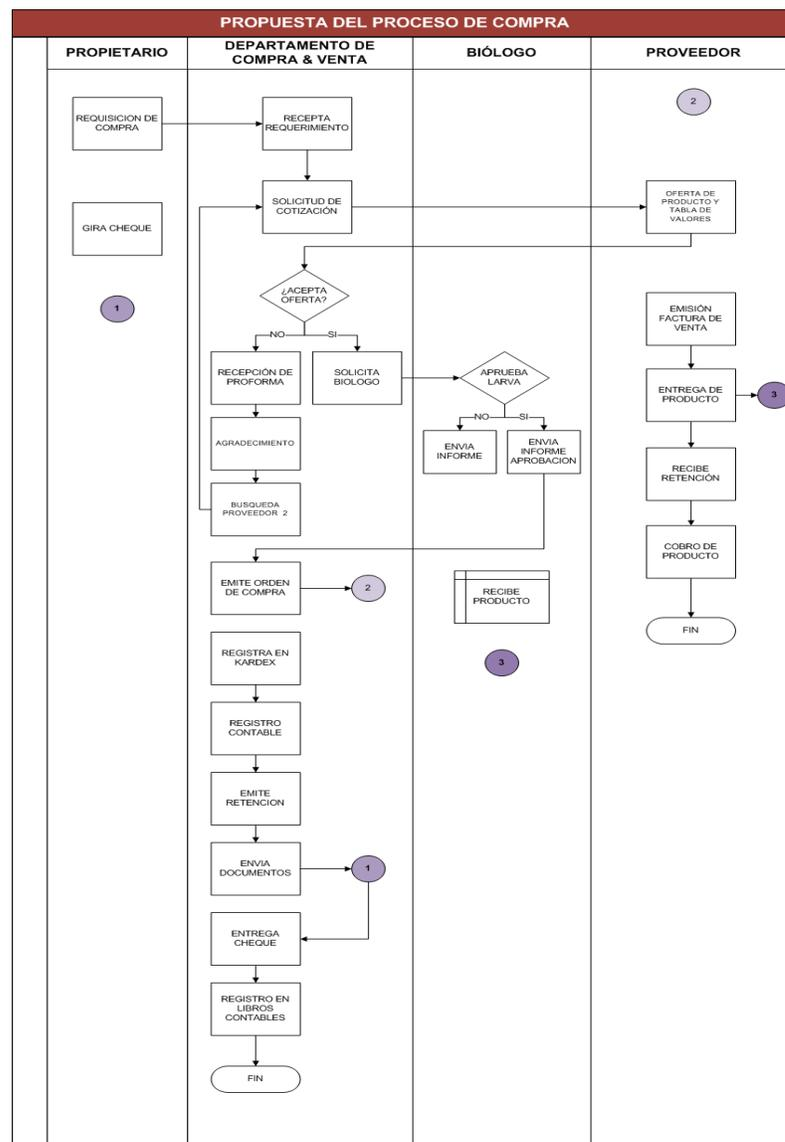 PROPUESTA DEL PROCESO DE COMPRA
PROPIETARIO
DEPARTAMENTO DE
COMPRA & VENTA
BIÓLOGO
PROVEEDOR
REQUISICION DE
COMPRA
RECEPTA
REQUERIMIENTO
2
GIRA CHEQUE
SOLICITUD DE
COTIZACIÓN
OFERTA DE
PRODUCTO Y
TABLA DE
VALORES
1
¿ACEPTA
OFERTA?
NO
SI
EMISIÓN
FACTURA DE
VENTA
RECEPCIÓN DE
PROFORMA
SOLICITA
BIOLOGO
APRUEBA
LARVA
NO
SI
ENTREGA DE
PRODUCTO
3
AGRADECIMIENTO
ENVIA
INFORME
ENVIA
INFORME
APROBACION
RECIBE
RETENCIÓN
BUSQUEDA
PROVEEDOR 2
COBRO DE
PRODUCTO
EMITE ORDEN
DE COMPRA
2
RECIBE
PRODUCTO
FIN
REGISTRA EN
KARDEX
3
REGISTRO
CONTABLE
EMITE
RETENCION
ENVIA
DOCUMENTOS
1
ENTREGA
CHEQUE
REGISTRO EN
LIBROS
CONTABLES
FIN